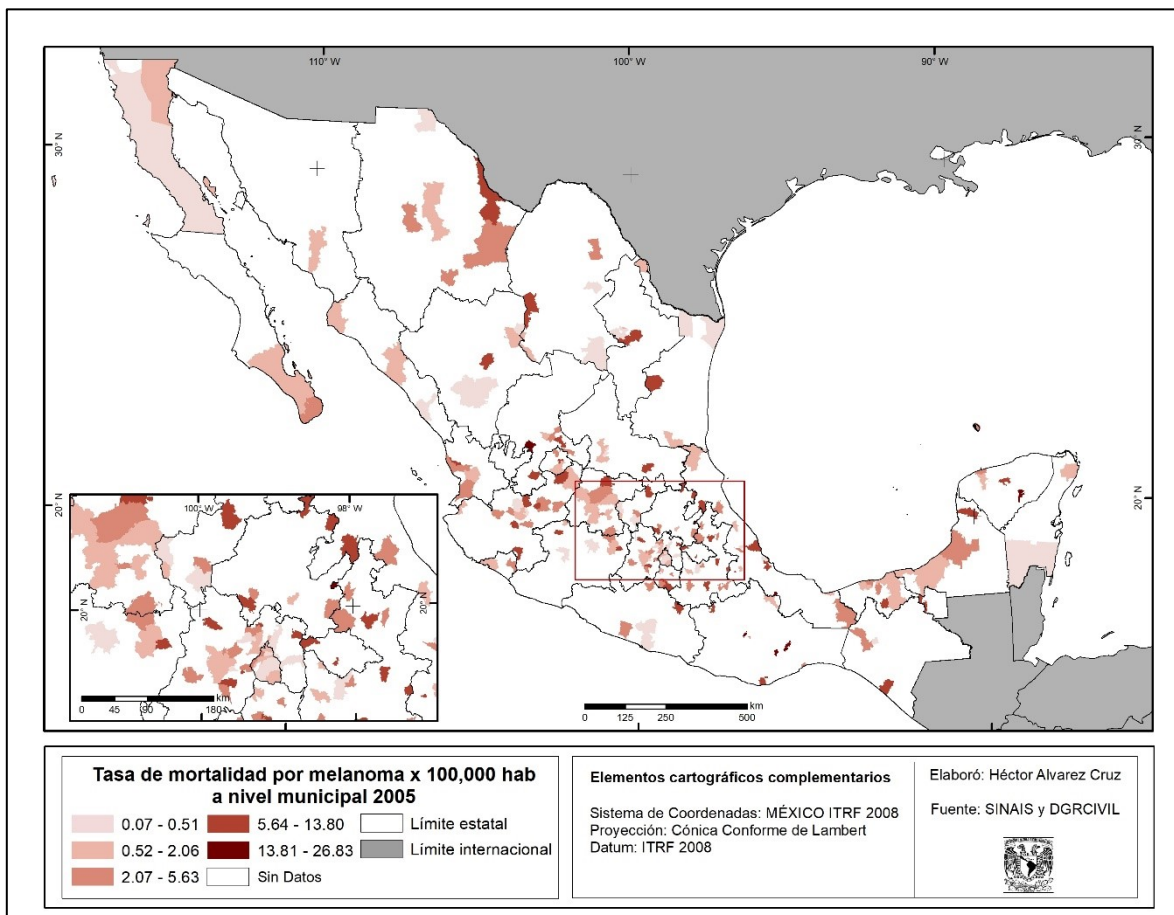 110° W
100° W
90° W
30° N
30° N
20° N
20° N
100° W
98° W
20° N
20° N
km
0 45 90 180
km
0 125 250 500
Tasa de mortalidad por melanoma x 100,000 hab
a nivel municipal 2005
0.07 - 0.51
5.64 - 13.80
Límite estatal
0.52 - 2.06
13.81 - 26.83
Límite internacional
2.07 - 5.63
Sin Datos
Elementos cartográficos complementarios
Sistema de Coordenadas: MÉXICO ITRF 2008
Proyección: Cónica Conforme de Lambert
Datum: ITRF 2008
Elaboró: Héctor Alvarez Cruz
Fuente: SINAIS y DGRCIVIL